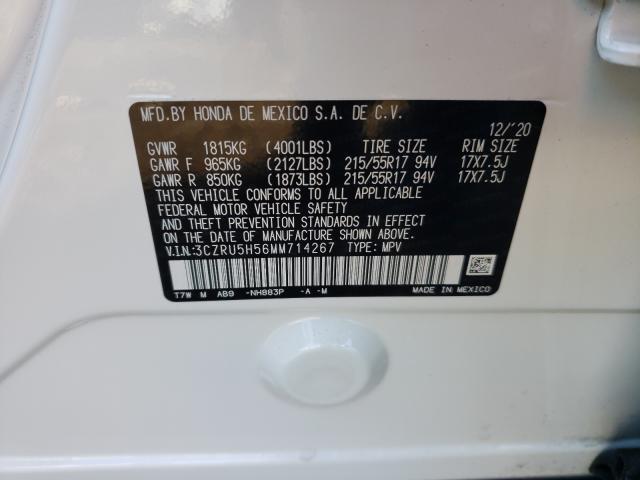 MFD.BY HONDA DE MEXICO S.A. DE C.V.
12/'20
GVWR 1815KG (4001LBS) TIRE SIZE RIM SIZE
GAWR F 965KG (2127LBS) 215/55R17 94V 17X7.5J
GAWR R 850KG (1873LBS) 215/55R17 94V 17X7.5J
THIS VEHICLE CONFORMS TO ALL APPLICABLE
FEDERAL MOTOR VEHICLE SAFETY
AND THEFT PREVENTION STANDARDS IN EFFECT
ON THE DATE OF MANUFACTURE SHOWN ABOVE.
V.I.N:3CZRU5H56MM714267 TYPE: MPV
T7W M AB9 -NH883P -A -M MADE IN MEXICO